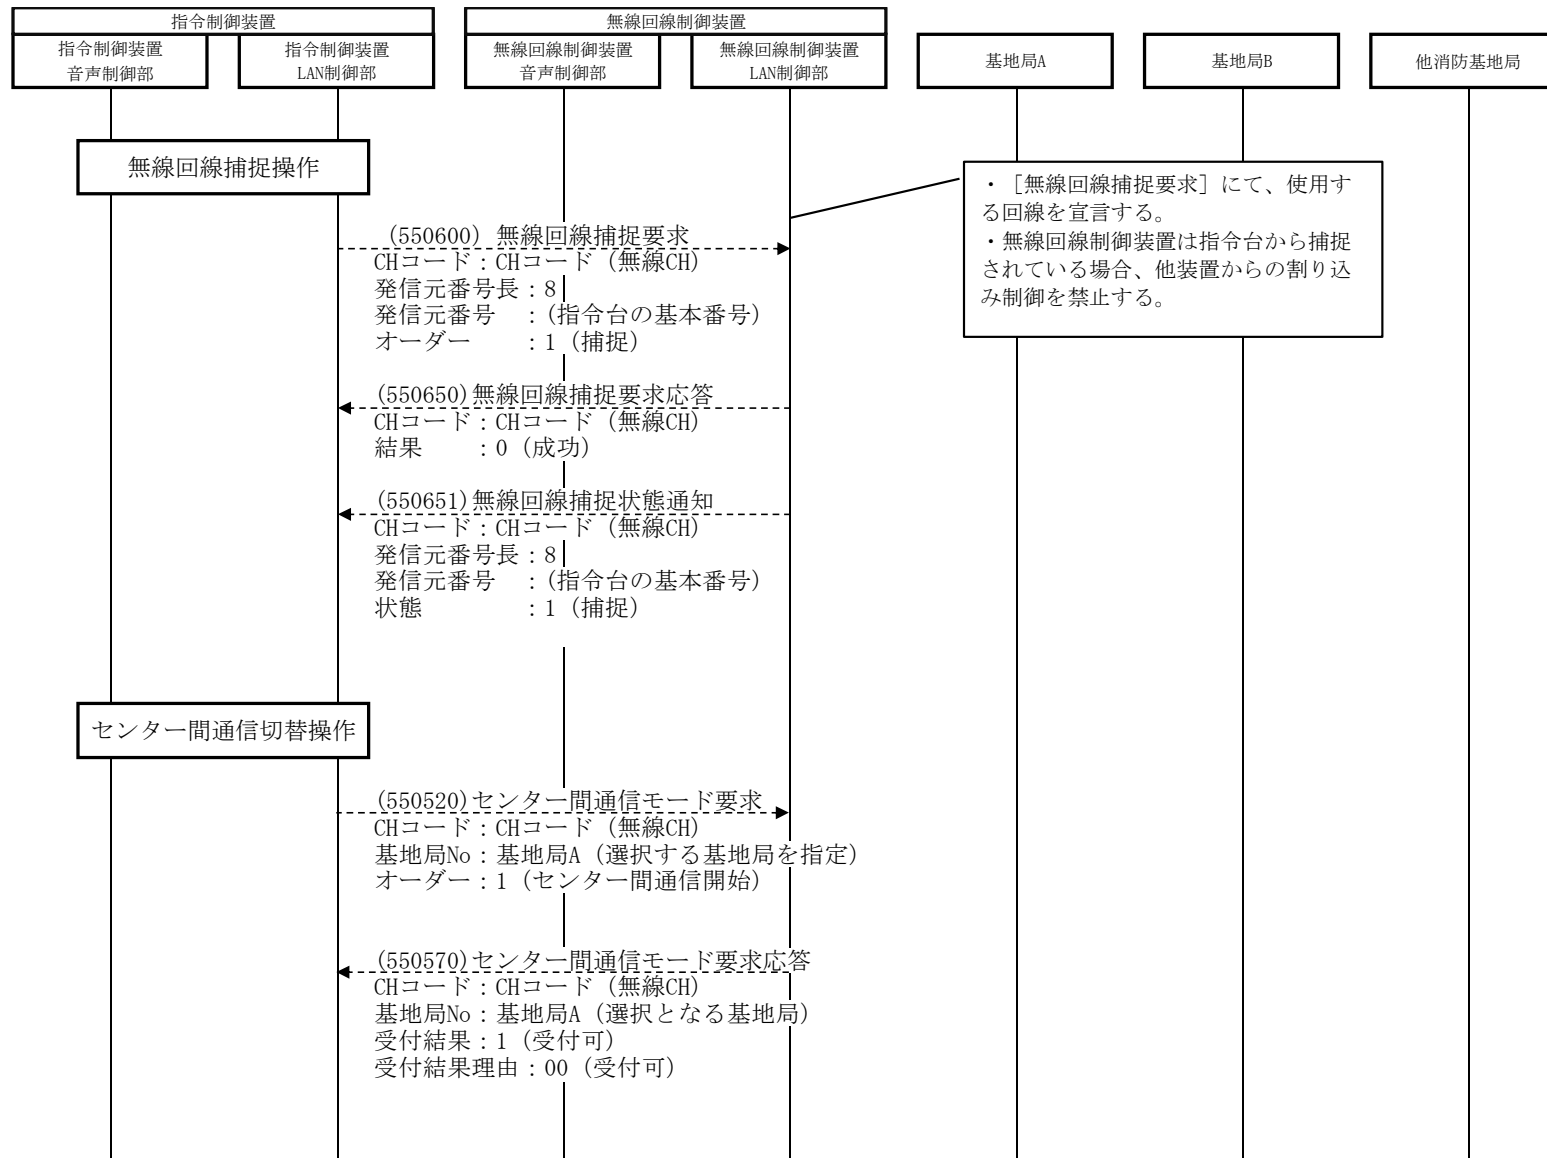 指令制御装置
無線回線制御装置
指令制御装置
音声制御部
指令制御装置
LAN制御部
無線回線制御装置
音声制御部
無線回線制御装置
LAN制御部
基地局A
基地局B
他消防基地局
無線回線捕捉操作
・［無線回線捕捉要求］にて、使用す
る回線を宣言する。
・無線回線制御装置は指令台から捕捉
されている場合、他装置からの割り込
み制御を禁止する。
(550600) 無線回線捕捉要求
CHコード：CHコード（無線CH）
発信元番号長：8
発信元番号　：(指令台の基本番号)
オーダー　　：1（捕捉）
(550650)無線回線捕捉要求応答
CHコード：CHコード（無線CH）
結果　　：0（成功）
(550651)無線回線捕捉状態通知
CHコード：CHコード（無線CH）
発信元番号長：8
発信元番号　：(指令台の基本番号)
状態　　　　：1（捕捉）
センター間通信切替操作
(550520)センター間通信モード要求
CHコード：CHコード（無線CH）
基地局No：基地局A（選択する基地局を指定）
オーダー：1（センター間通信開始）
(550570)センター間通信モード要求応答
CHコード：CHコード（無線CH）
基地局No：基地局A（選択となる基地局）
受付結果：1（受付可）
受付結果理由：00（受付可）